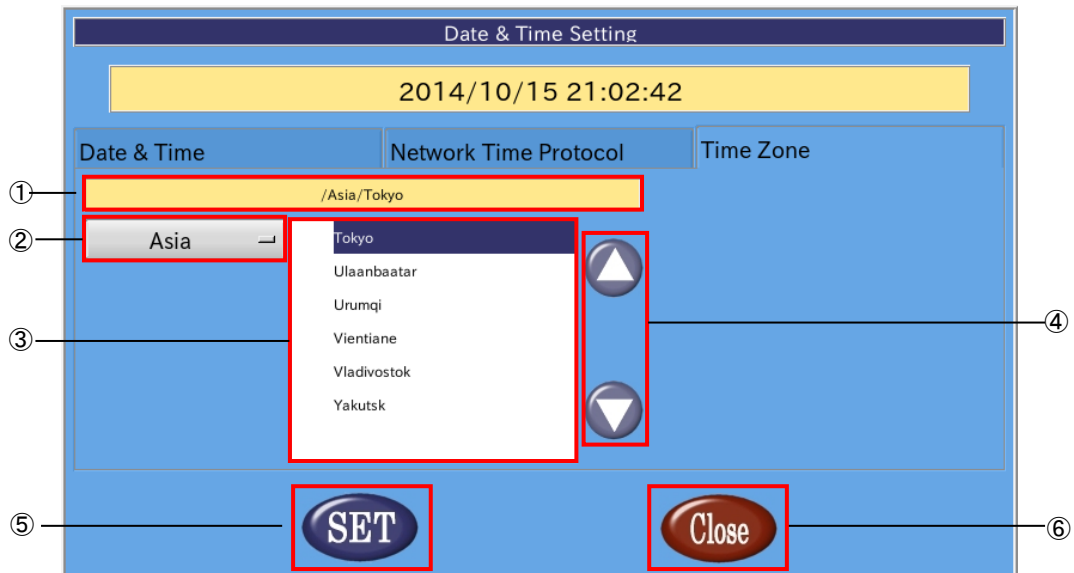 Date & Time Setting
2014/10/15 21:02:42
Date & Time
Network Time Protocol
Time Zone
①
/Asia/Tokyo
②
Asia
Tokyo
Ulaanbaatar
Urumqi
③
Vientiane
④
Vladivostok
Yakutsk
⑤
SET
Close
⑥